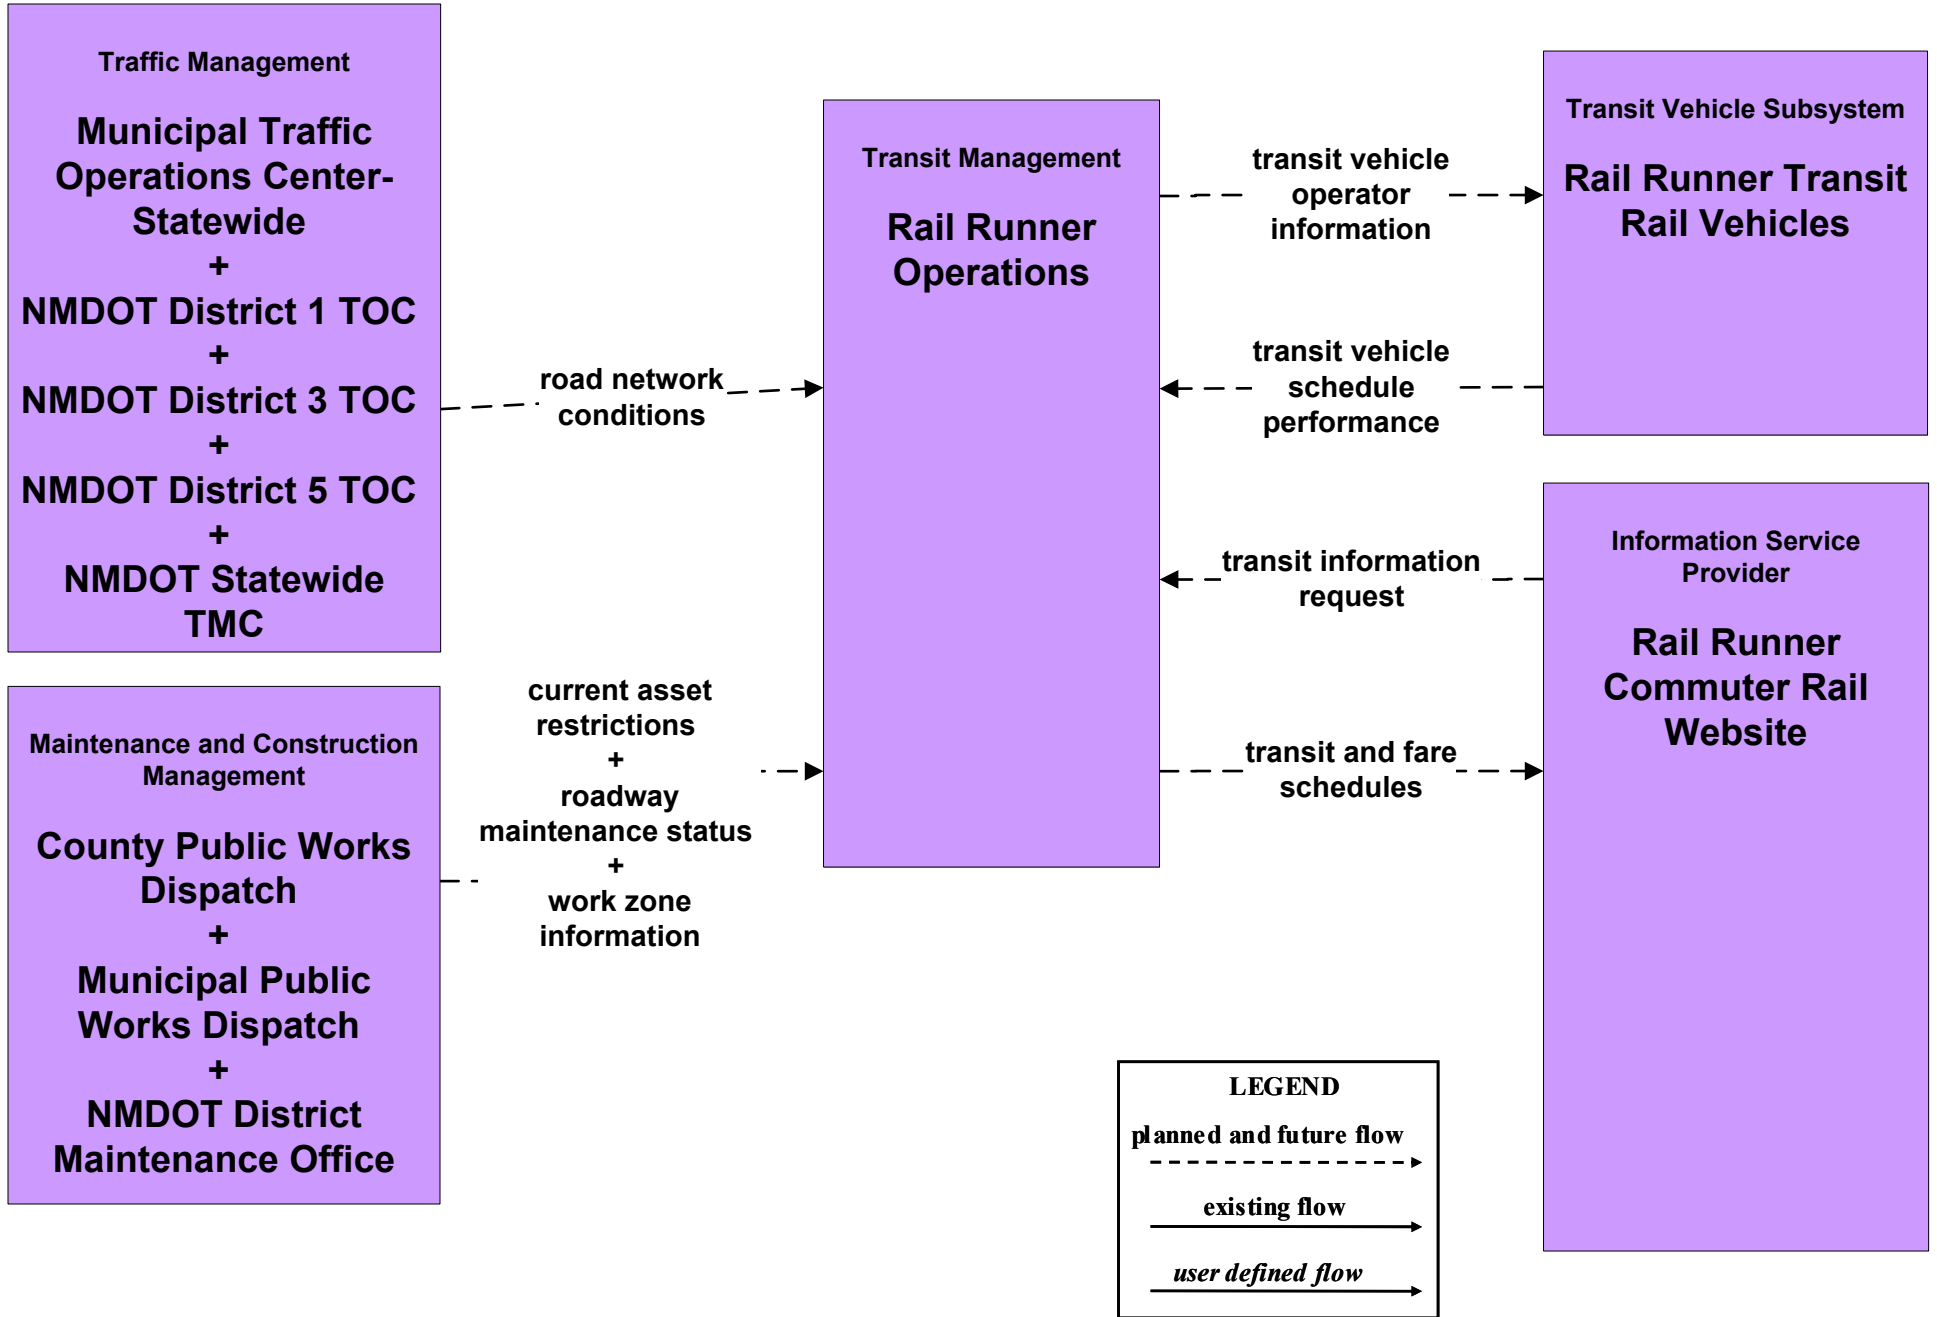 Traffic Management
Municipal Traffic
Operations Center-
Statewide
+
NMDOT District 1 TOC
+
NMDOT District 3 TOC
+
NMDOT District 5 TOC
+
NMDOT Statewide
TMC
Maintenance and Construction
Management
County Public Works
Dispatch
+
Municipal Public
Works Dispatch
+
NMDOT District
Maintenance Office
road network
conditions
current asset
restrictions
+
roadway
maintenance status
+
work zone
information
Transit Management
Rail Runner
Operations
transit vehicle
operator
information
transit vehicle
schedule
performance
transit information
request
transit and fare
schedules
Transit Vehicle Subsystem
Rail Runner Transit
Rail Vehicles
Information Service
Provider
Rail Runner
Commuter Rail
Website
LEGEND
planned and future flow
existing flow
user defined flow